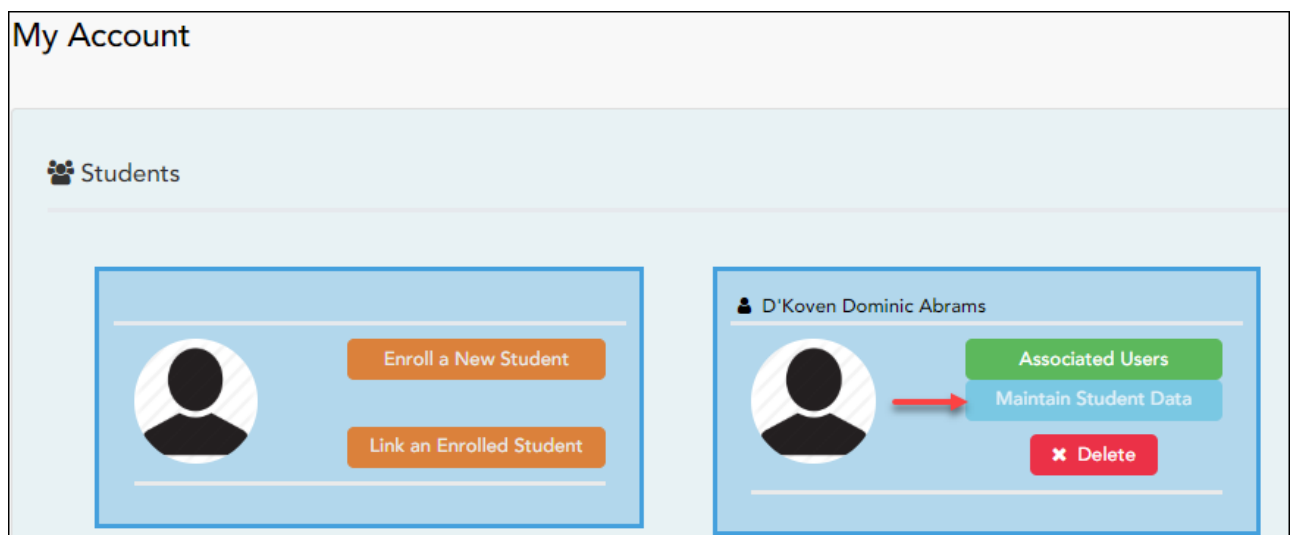 My Account
Students
Enroll a New Student
Link an Enrolled Student
D'Koven Dominic Abrams
Associated Users
Maintain Student Data
✖ Delete